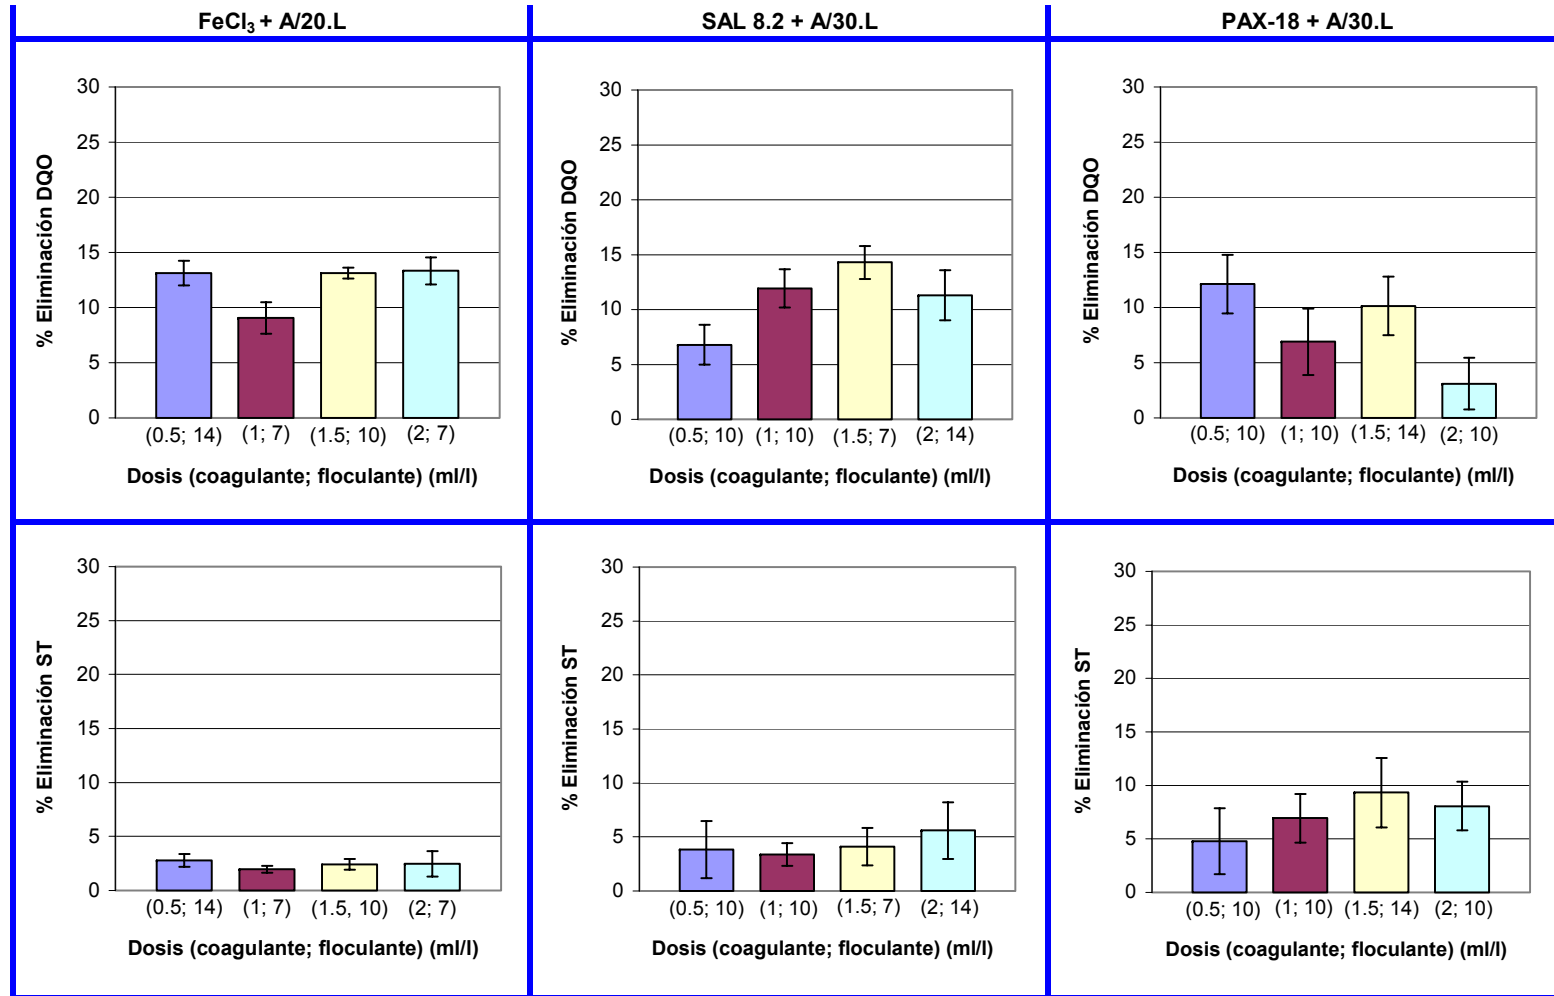 FeCl₃ + A/20.L
SAL 8.2 + A/30.L
PAX-18 + A/30.L
% Eliminación DQO
30
25
20
15
10
5
0
(0.5; 14) (1; 7) (1.5; 10) (2; 7)
Dosis (coagulante; floculante) (ml/l)
% Eliminación DQO
30
25
20
15
10
5
0
(0.5; 10) (1; 10) (1.5; 7) (2; 14)
Dosis (coagulante; floculante) (ml/l)
% Eliminación DQO
30
25
20
15
10
5
0
(0.5; 10) (1; 10) (1.5; 14) (2; 10)
Dosis (coagulante; floculante) (ml/l)
% Eliminación ST
30
25
20
15
10
5
0
(0.5; 14) (1; 7) (1.5, 10) (2; 7)
Dosis (coagulante; floculante) (ml/l)
% Eliminación ST
30
25
20
15
10
5
0
(0.5; 10) (1; 10) (1.5; 7) (2; 14)
Dosis (coagulante; floculante) (ml/l)
% Eliminación ST
30
25
20
15
10
5
0
(0.5; 10) (1; 10) (1.5; 14) (2; 10)
Dosis (coagulante; floculante) (ml/l)